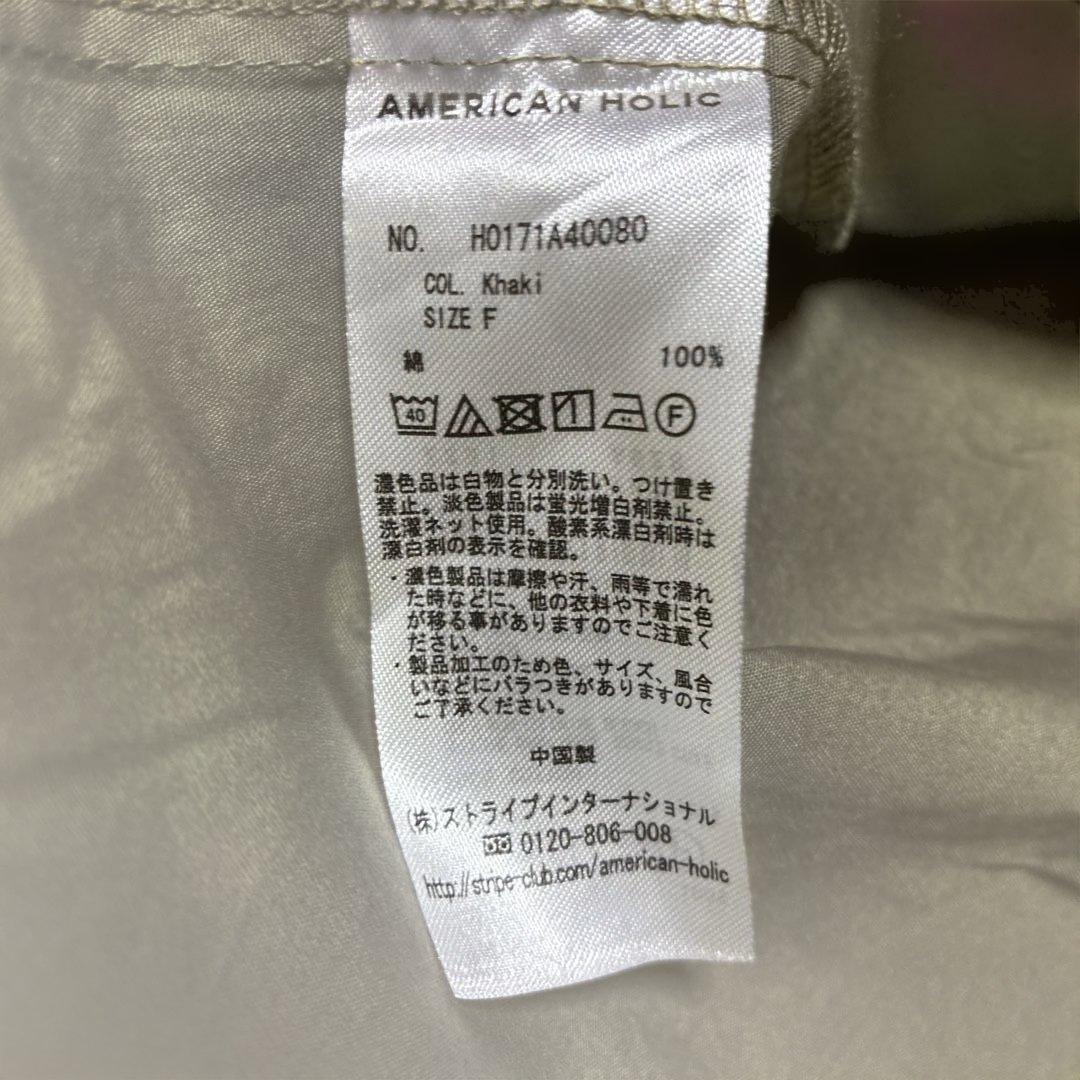 AMERICAN HOLIC
NO. H0171A40080
COL. Khaki
SIZE F
綿 100%
40 F
濃色品は白物と分別洗い。つけ置き
禁止。淡色製品は蛍光増白剤禁止。
洗濯ネット使用。酸素系漂白剤時は
漂白剤の表示を確認。
・濃色製品は摩擦や汗、雨等で濡れ
た時などに、他の衣料や下着に色
が移る事がありますのでご注意く
ださい。
・製品加工のため色、サイズ、風合
いなどにバラつきがありますので
ご了承ください。
中国製
(株)ストライプインターナショナル
0120-806-008
http://stripe-club.com/american-holic